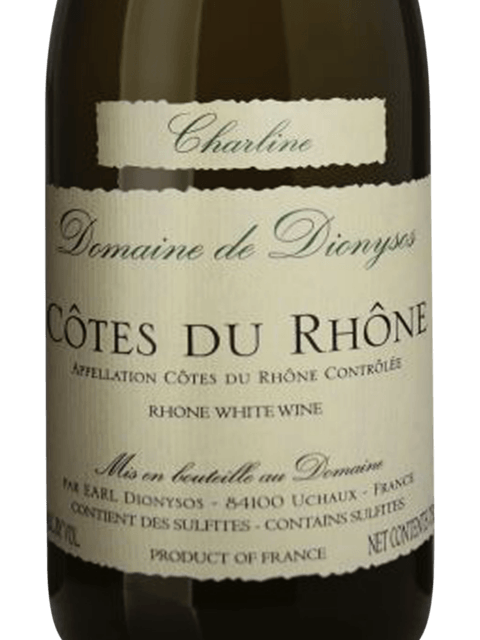 Charline
Domaine de Dionysos
CÔTES DU RHÔNE
APPELLATION CÔTES DU RHÔNE CONTRÔLÉE
RHONE WHITE WINE
Mis en bouteille au Domaine
PAR EARL DIONYSOS - 84100 UCHAUX - FRANCE
CONTIENT DES SULFITES - CONTAINS SULFITES
VOL
NET CONTENTS
PRODUCT OF FRANCE